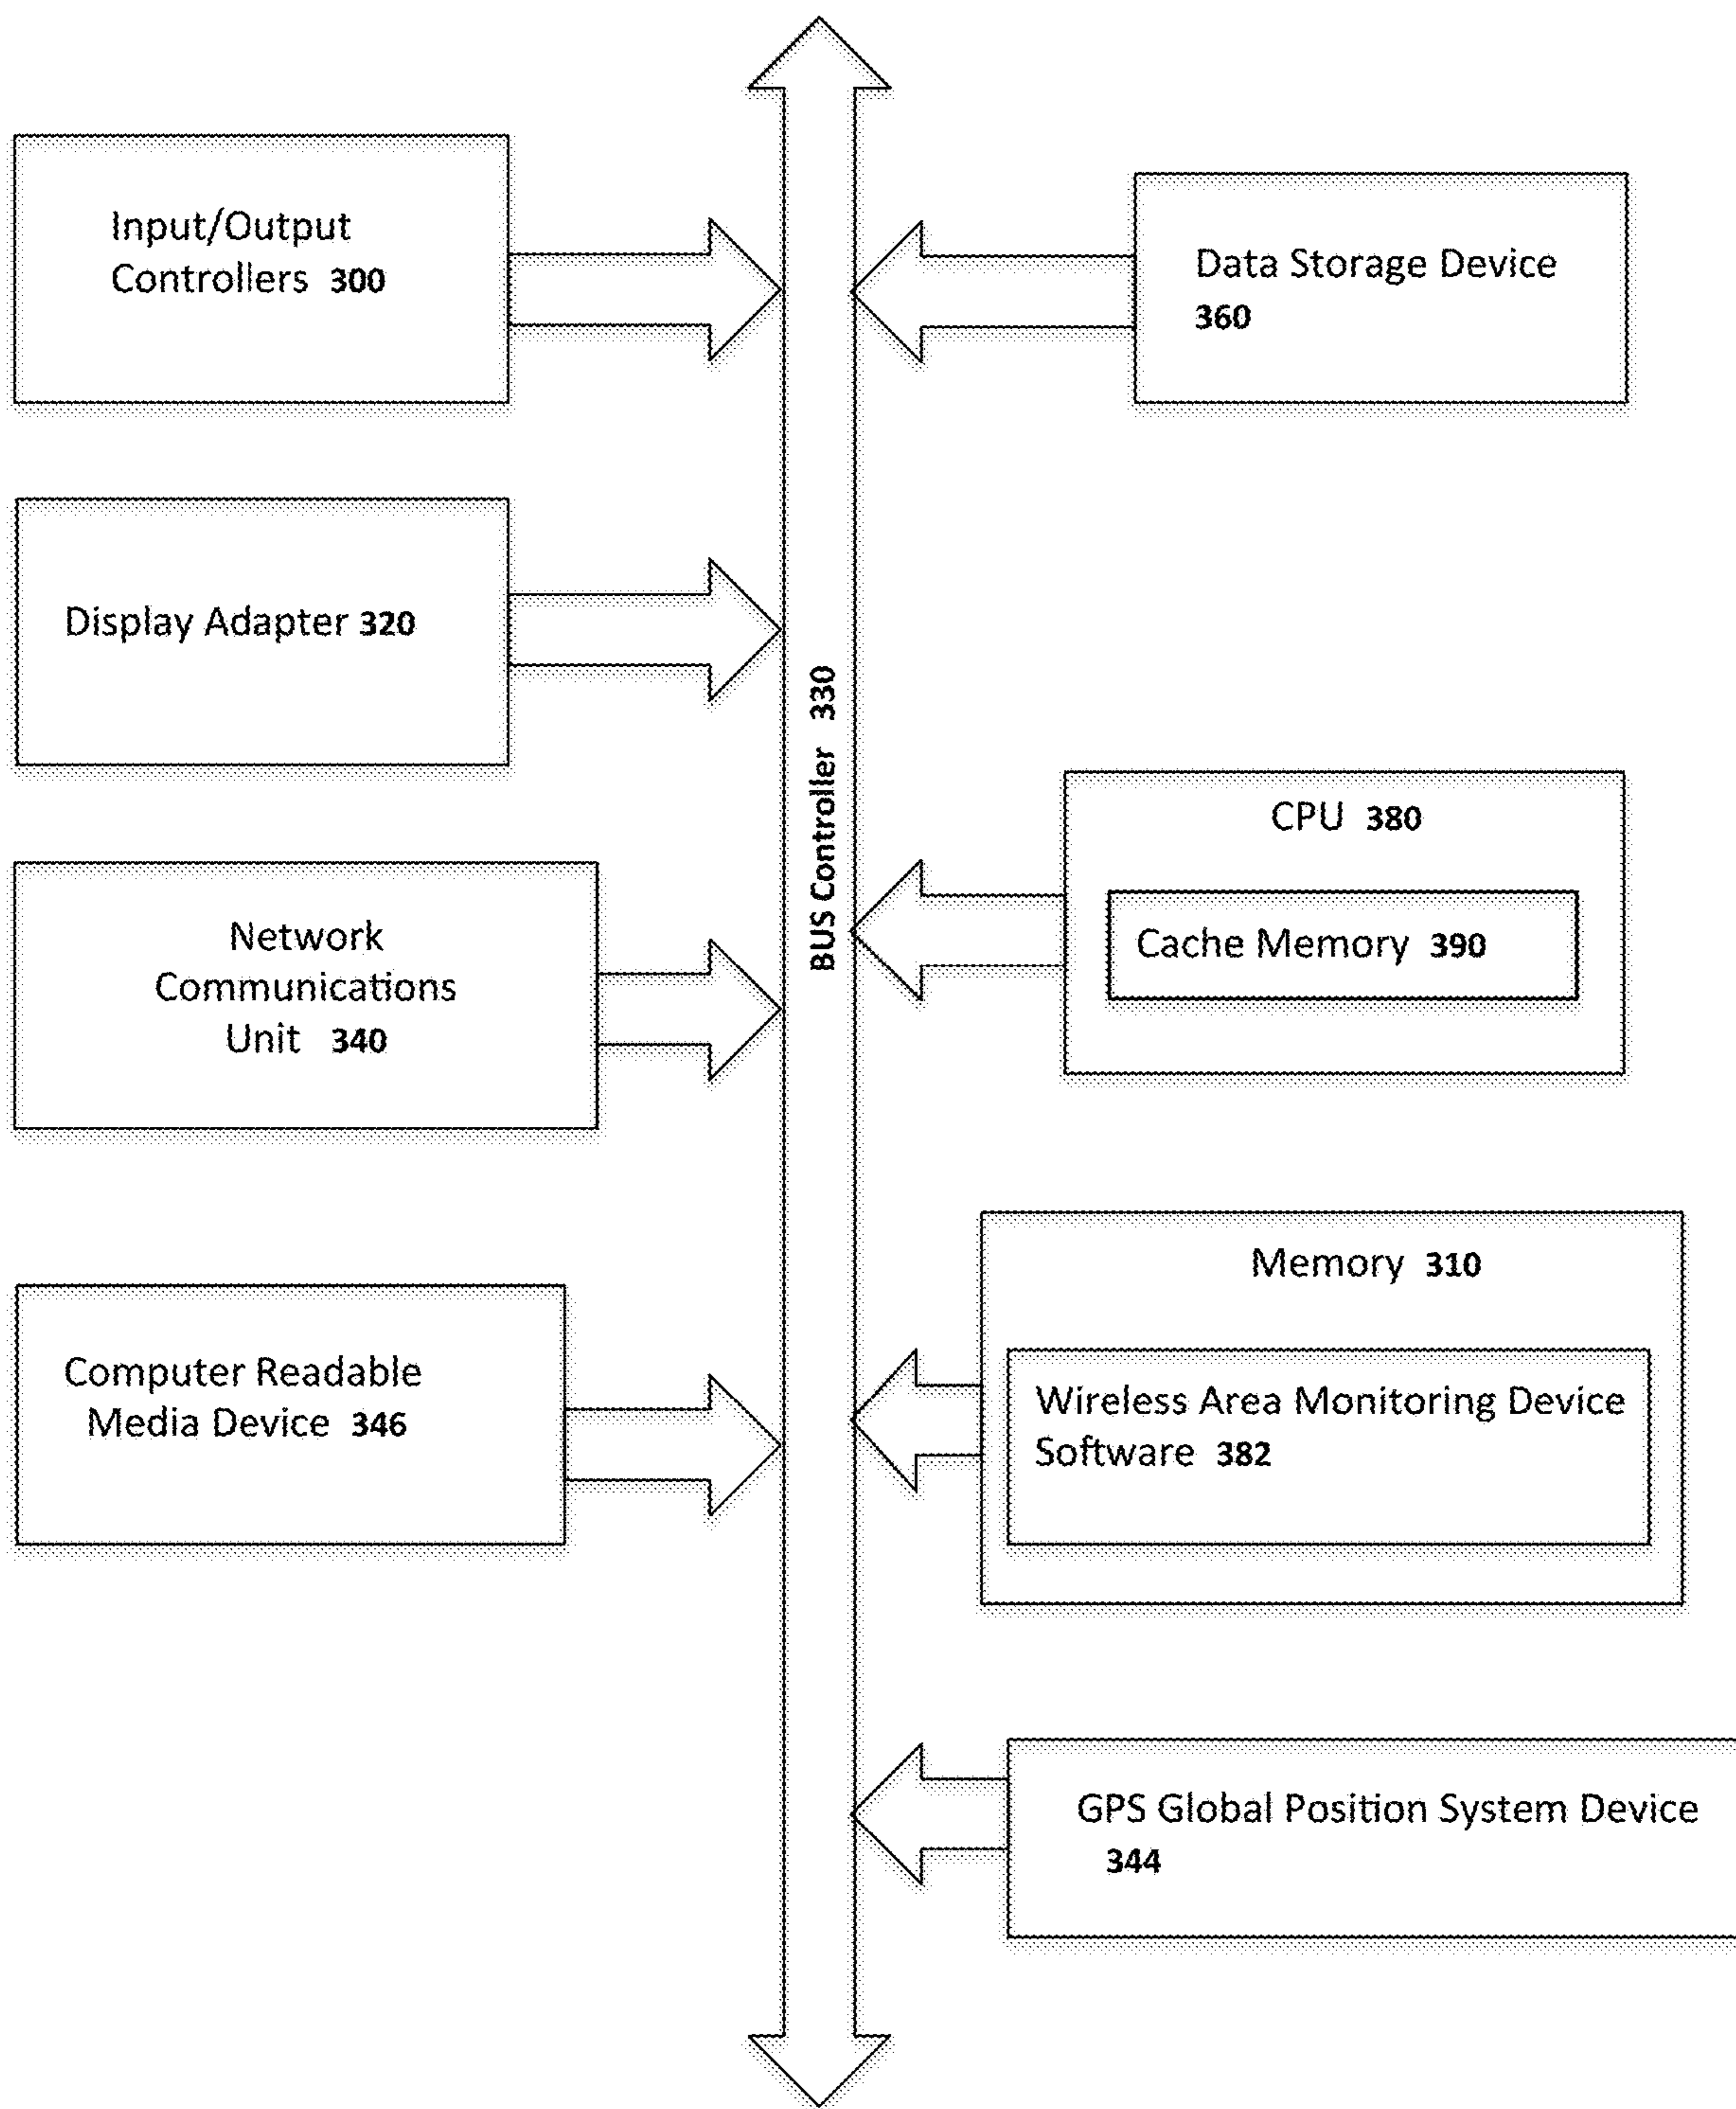 Input/Output
Controllers 300
Data Storage Device
360
Display Adapter 320
BUS Controller 330
CPU 380
Cache Memory 390
Network
Communications
Unit 340
Memory 310
Wireless Area Monitoring Device
Software 382
Computer Readable
Media Device 346
GPS Global Position System Device
344